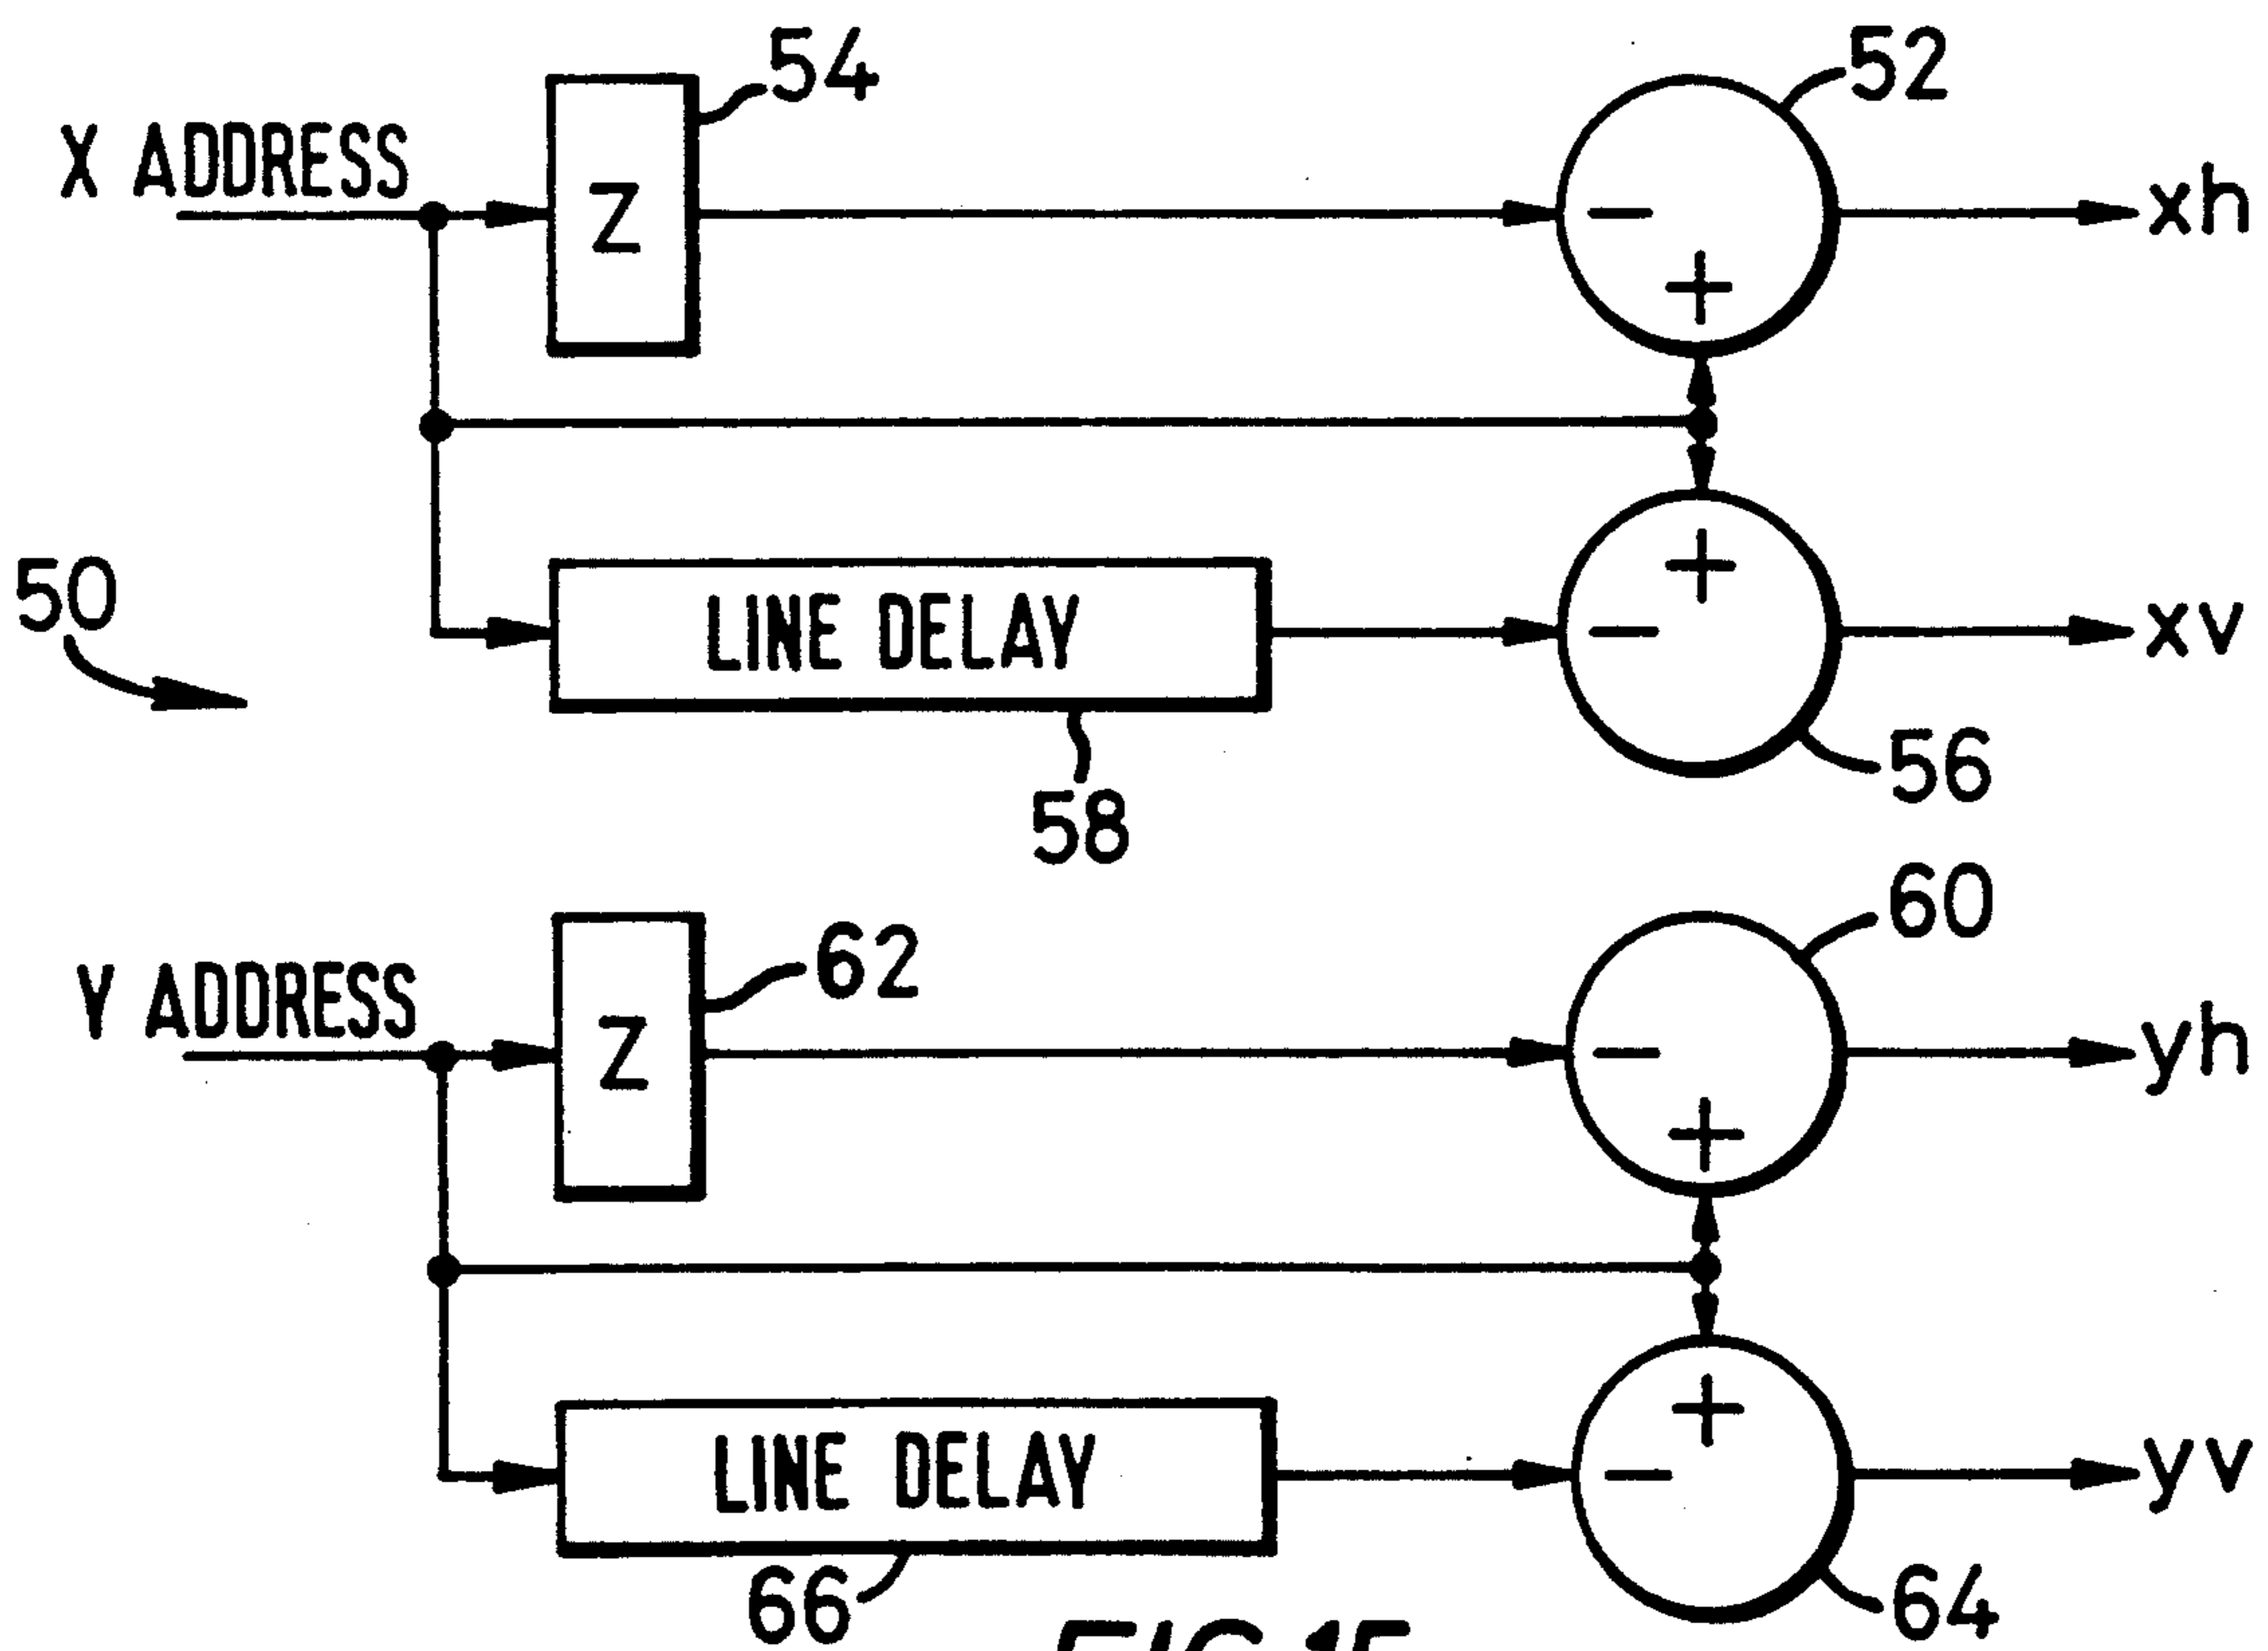 54
52
X ADDRESS
Z
−
+
xh
50
LINE DELAY
+
−
xv
58
56
60
62
Y ADDRESS
Z
−
+
yh
LINE DELAY
+
−
yv
66
64